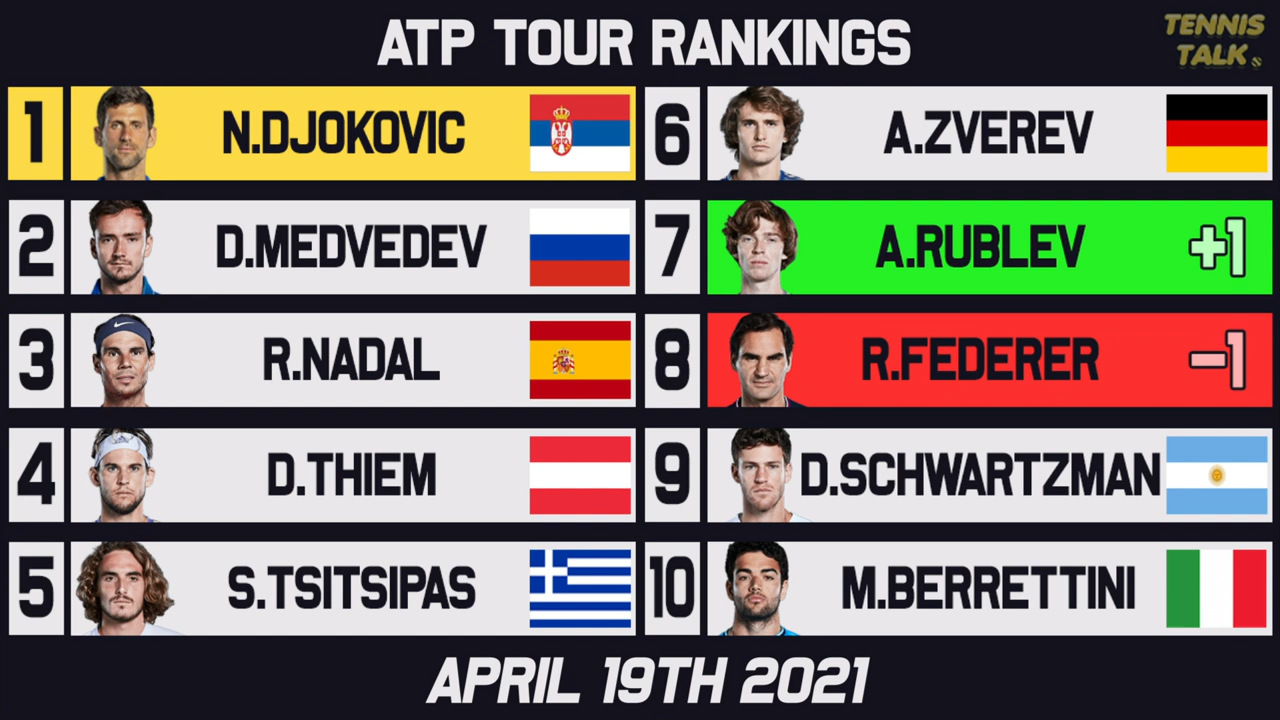 ATP TOUR RANKINGS
TENNIS
TALK.
1 N.DJOKOVIC
2 D.MEDVEDEV
3 R.NADAL
4 D.THIEM
5 S.TSITSIPAS
6 A.ZVEREV
7 A.RUBLEV +1
8 R.FEDERER -1
9 D.SCHWARTZMAN
10 M.BERRETTINI
APRIL 19TH 2021